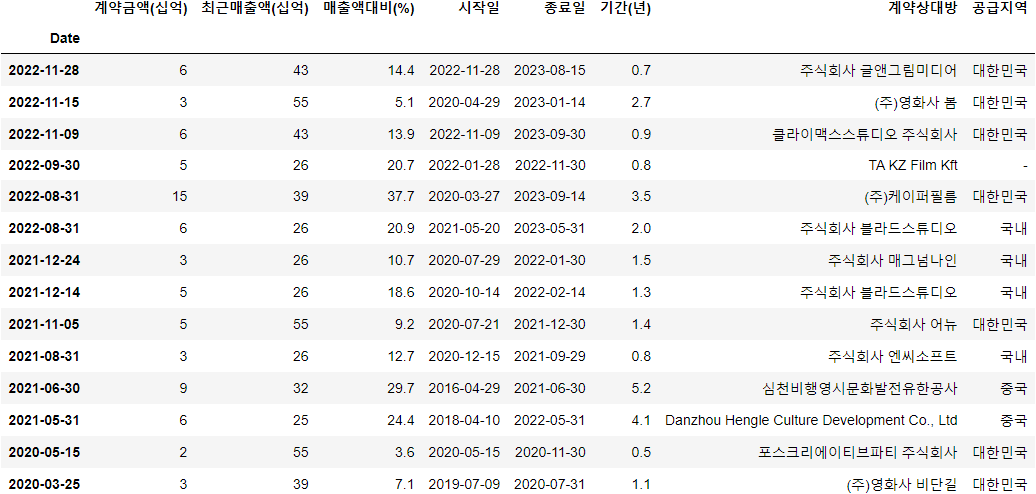 계약금액(십억) 최근매출액(십억) 매출액대비(%) 시작일 종료일 기간(년) 계약상대방 공급지역
Date
2022-11-28 6 43 14.4 2022-11-28 2023-08-15 0.7 주식회사 글앤그림미디어 대한민국
2022-11-15 3 55 5.1 2020-04-29 2023-01-14 2.7 (주)영화사 봄 대한민국
2022-11-09 6 43 13.9 2022-11-09 2023-09-30 0.9 클라이맥스스튜디오 주식회사 대한민국
2022-09-30 5 26 20.7 2022-01-28 2022-11-30 0.8 TA KZ Film Kft -
2022-08-31 15 39 37.7 2020-03-27 2023-09-14 3.5 (주)케이퍼필름 대한민국
2022-08-31 6 26 20.9 2021-05-20 2023-05-31 2.0 주식회사 블라드스튜디오 국내
2021-12-24 3 26 10.7 2020-07-29 2022-01-30 1.5 주식회사 매그넘나인 국내
2021-12-14 5 26 18.6 2020-10-14 2022-02-14 1.3 주식회사 블라드스튜디오 국내
2021-11-05 5 55 9.2 2020-07-21 2021-12-30 1.4 주식회사 어뉴 대한민국
2021-08-31 3 26 12.7 2020-12-15 2021-09-29 0.8 주식회사 엔씨소프트 국내
2021-06-30 9 32 29.7 2016-04-29 2021-06-30 5.2 심천비행영시문화발전유한공사 중국
2021-05-31 6 25 24.4 2018-04-10 2022-05-31 4.1 Danzhou Hengle Culture Development Co., Ltd 중국
2020-05-15 2 55 3.6 2020-05-15 2020-11-30 0.5 포스크리에이티브파티 주식회사 대한민국
2020-03-25 3 39 7.1 2019-07-09 2020-07-31 1.1 (주)영화사 비단길 대한민국